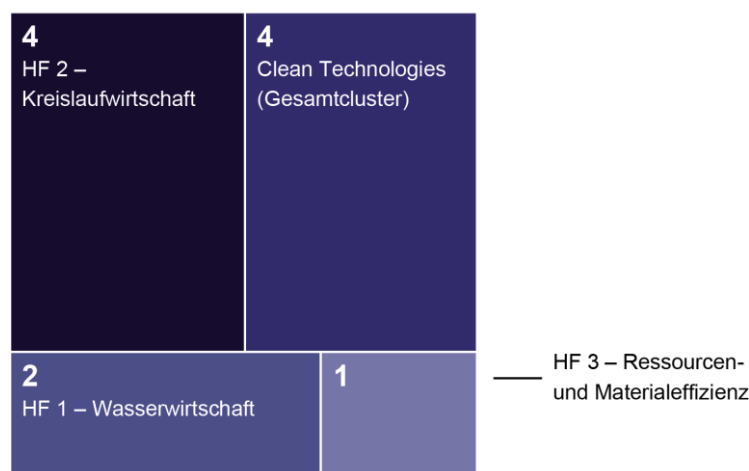 4
HF 2 –
Kreislaufwirtschaft
4
Clean Technologies
(Gesamtcluster)
2
HF 1 – Wasserwirtschaft
1
HF 3 – Ressourcen-
und Materialeffizienz